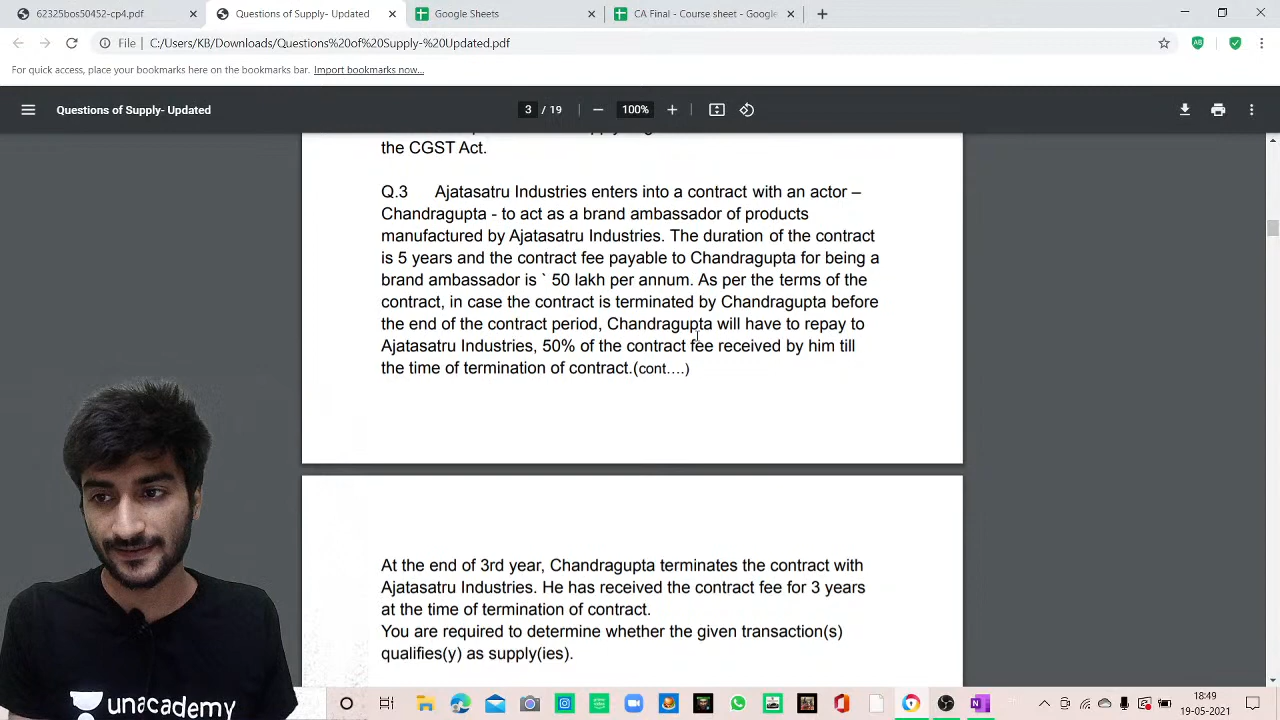 62325bos50452-cp4.pdf
Questions of Supply- Updated
Google Sheets
CA Final - Course sheet - Google
File | C:/Users/KB/Downloads/Questions%20of%20Supply-%20Updated.pdf
For quick access, place your bookmarks here on the bookmarks bar. Import bookmarks now...
Questions of Supply- Updated
3 / 19
100%
the CGST Act.
Q.3 Ajatasatru Industries enters into a contract with an actor –
Chandragupta - to act as a brand ambassador of products
manufactured by Ajatasatru Industries. The duration of the contract
is 5 years and the contract fee payable to Chandragupta for being a
brand ambassador is ` 50 lakh per annum. As per the terms of the
contract, in case the contract is terminated by Chandragupta before
the end of the contract period, Chandragupta will have to repay to
Ajatasatru Industries, 50% of the contract fee received by him till
the time of termination of contract.(cont....)
At the end of 3rd year, Chandragupta terminates the contract with
Ajatasatru Industries. He has received the contract fee for 3 years
at the time of termination of contract.
You are required to determine whether the given transaction(s)
qualifies(y) as supply(ies).
unacademy
18:49
19-05-2021